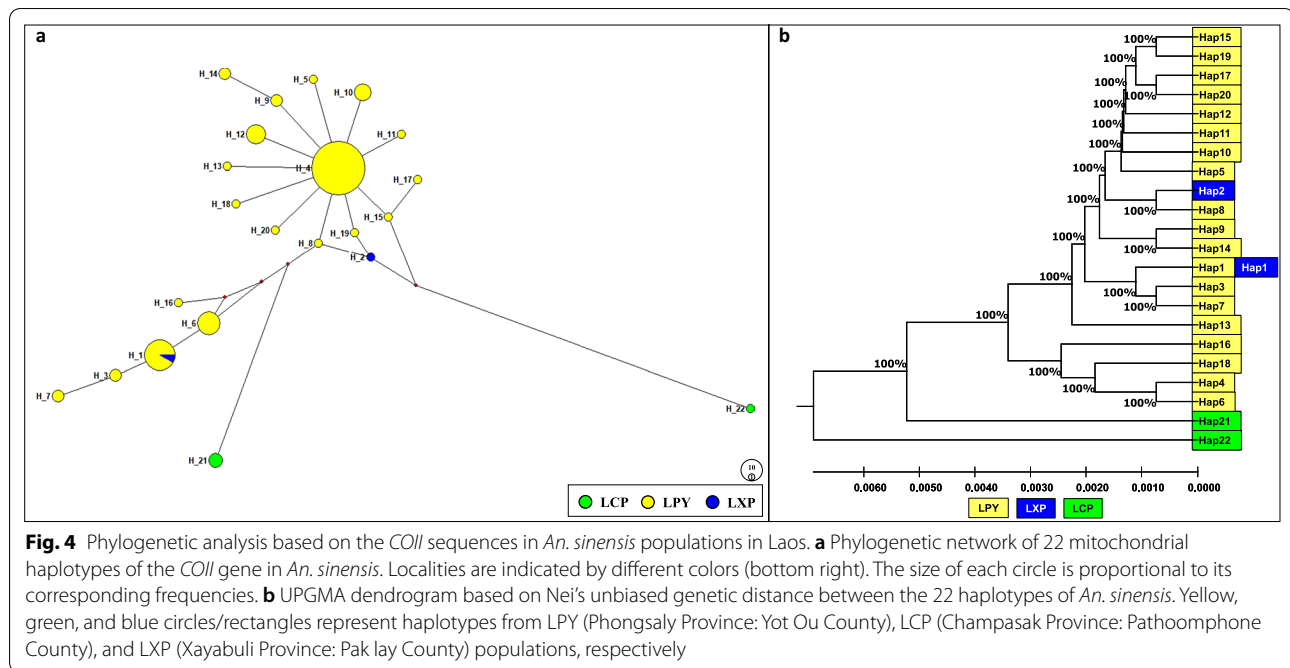 a
H_14
H_5
H_9
H_10
H_12
H_11
H_4
H_13
H_17
H_18
H_15
H_20
H_19
H_8
H_2
H_16
H_6
H_1
H_3
H_7
H_22
H_21
10
LCP LPY LXP
b
100% Hap15
Hap19
100%
100% Hap17
100% Hap20
100% Hap12
100% Hap11
Hap10
100% Hap5
100% Hap2
100% Hap8
100% Hap9
100% Hap14
Hap1 Hap1
100% Hap3
100% Hap7
100% Hap13
100% Hap16
100% Hap18
100% Hap4
100% Hap6
100% Hap21
Hap22
0.0060 0.0050 0.0040 0.0030 0.0020 0.0010 0.0000
LPY LXP LCP
Fig. 4 Phylogenetic analysis based on the COII sequences in An. sinensis populations in Laos. a Phylogenetic network of 22 mitochondrial
haplotypes of the COII gene in An. sinensis. Localities are indicated by different colors (bottom right). The size of each circle is proportional to its
corresponding frequencies. b UPGMA dendrogram based on Nei's unbiased genetic distance between the 22 haplotypes of An. sinensis. Yellow,
green, and blue circles/rectangles represent haplotypes from LPY (Phongsaly Province: Yot Ou County), LCP (Champasak Province: Pathoomphone
County), and LXP (Xayabuli Province: Pak lay County) populations, respectively